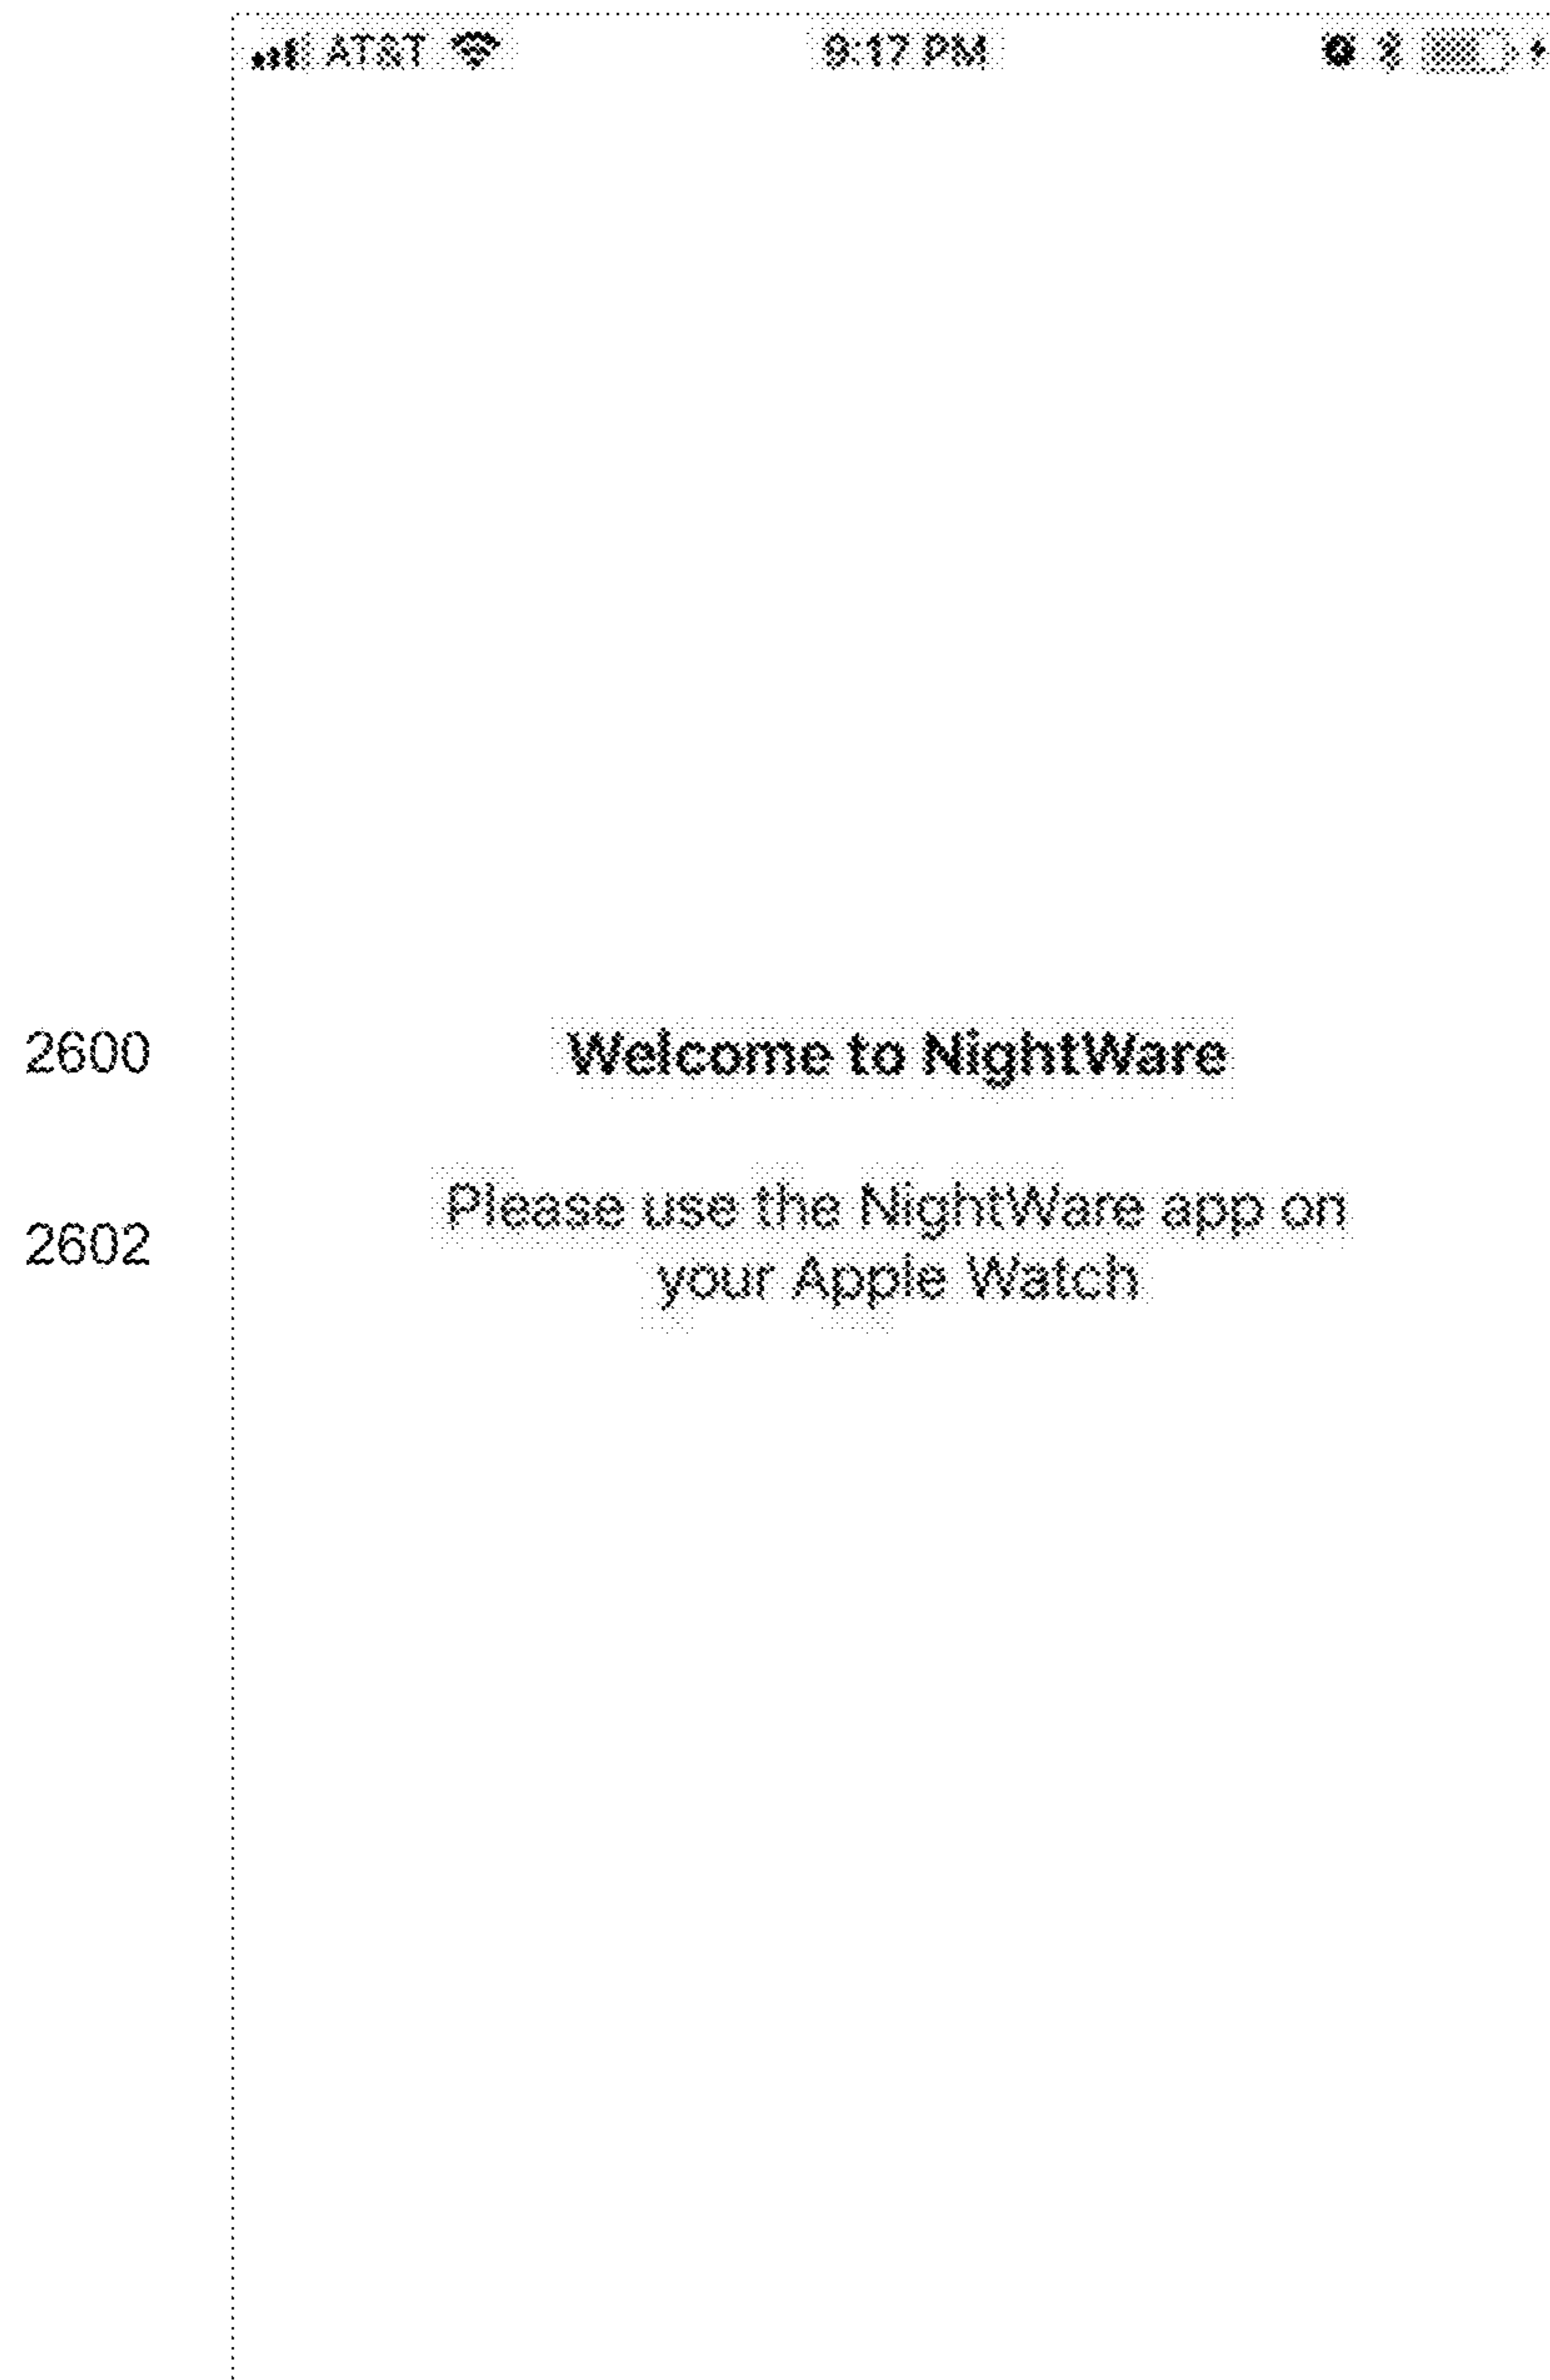 AT&T 9:17 PM
2600 Welcome to NightWare
2602 Please use the NightWare app on
your Apple Watch